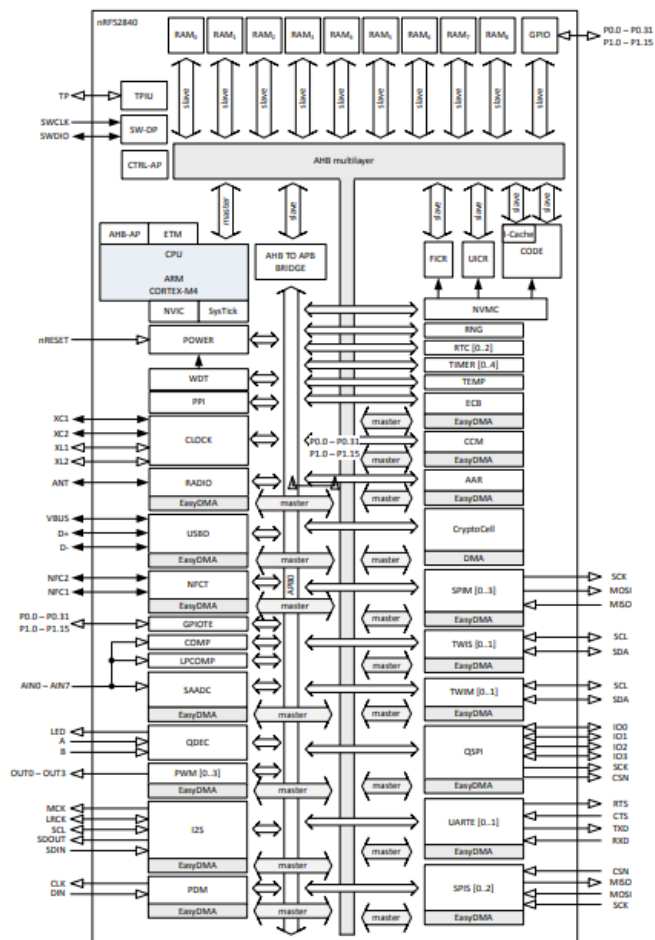 nRF52840
RAM0 RAM1 RAM2 RAM3 RAM4 RAM5 RAM6 RAM7 RAM8 GPIO
P0.0 – P0.31
P1.0 – P1.15
slave slave slave slave slave slave slave slave slave slave
TP TPIU
SWCLK
SWDIO
SW-DP
CTRL-AP
AHB multilayer
master slave slave slave slave slave
AHB-AP ETM
CPU
ARM
CORTEX-M4
NVIC SysTick
AHB TO APB
BRIDGE
FICR UICR
I-Cache
CODE
NVMC
nRESET POWER
RNG
RTC [0..2]
TIMER [0..4]
WDT
TEMP
PPI
ECB
EasyDMA
master
XC1
XC2
XL1
XL2
CLOCK
P0.0 – P0.31
P1.0 – P1.15
CCM
EasyDMA
master
ANT RADIO
EasyDMA
master
AAR
EasyDMA
master
VBUS
D+
D-
USBD
EasyDMA
master
CryptoCell
DMA
master
NFC2
NFC1
NFCT
EasyDMA
master
APB0
SPIM [0..3]
EasyDMA
master
SCK
MOSI
MISO
P0.0 – P0.31
P1.0 – P1.15
GPIOTE
COMP
LPCOMP
TWIS [0..1]
EasyDMA
master
SCL
SDA
AIN0 – AIN7
SAADC
EasyDMA
master
TWIM [0..1]
EasyDMA
master
SCL
SDA
LED
A
B
QDEC
QSPI
EasyDMA
master
IO0
IO1
IO2
IO3
SCK
CSN
OUT0 – OUT3 PWM [0..3]
EasyDMA
master
MCK
LRCK
SCL
SDOUT
SDIN
I2S
EasyDMA
master
UARTE [0..1]
EasyDMA
master
RTS
CTS
TXD
RXD
CLK
DIN
PDM
EasyDMA
master
SPIS [0..2]
EasyDMA
master
CSN
MISO
MOSI
SCK